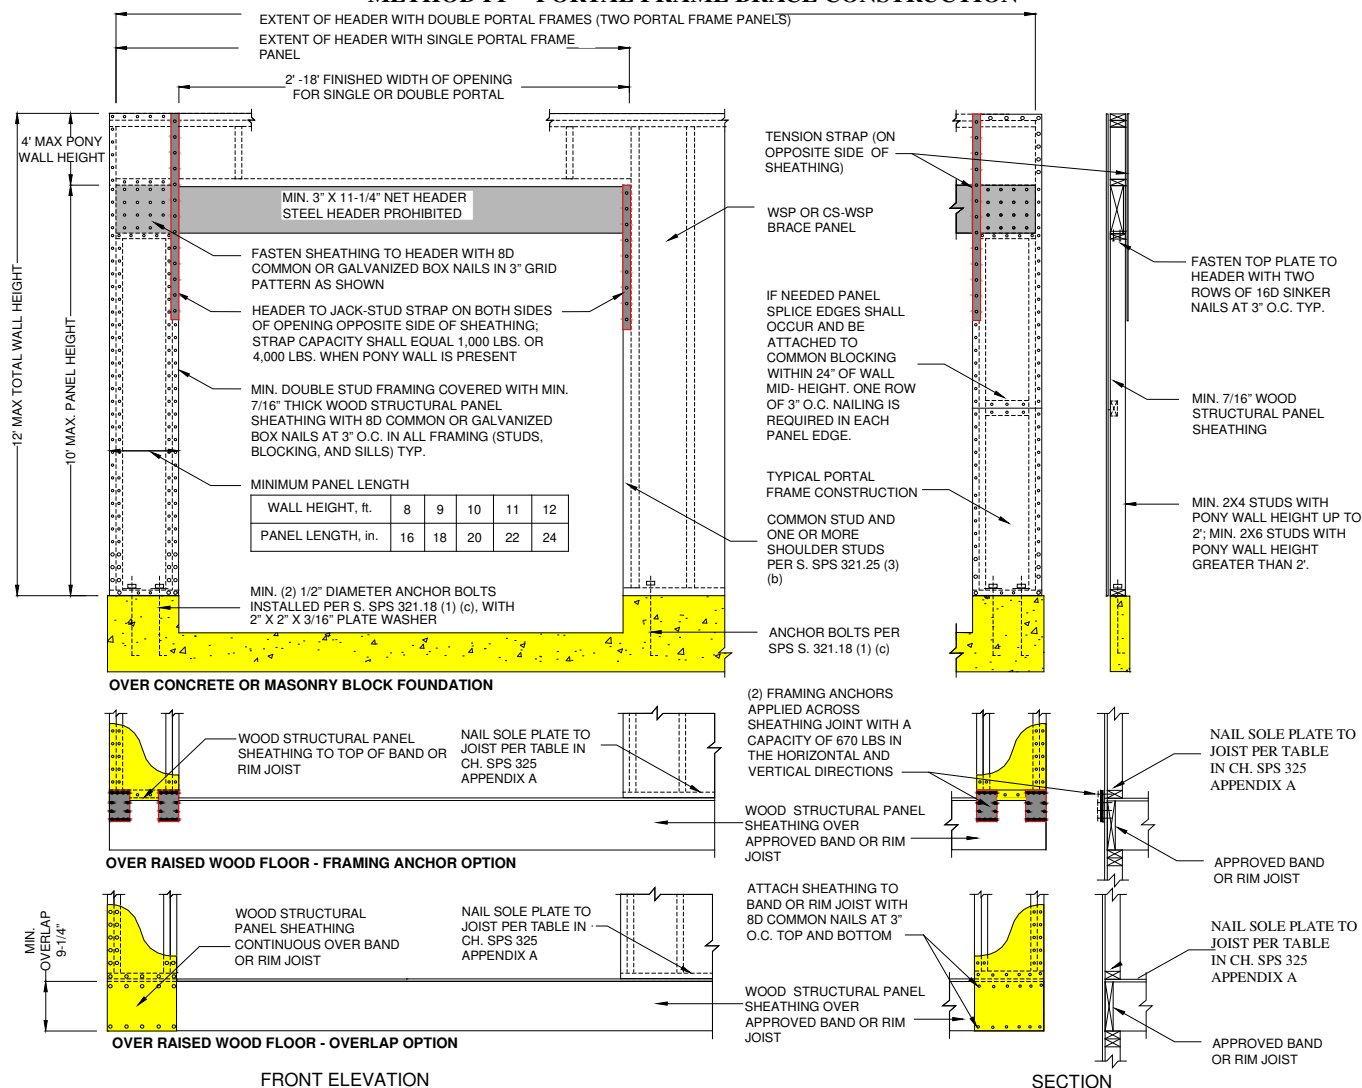 METHOD PF – PORTAL FRAME BRACE CONSTRUCTION
EXTENT OF HEADER WITH DOUBLE PORTAL FRAMES (TWO PORTAL FRAME PANELS)
EXTENT OF HEADER WITH SINGLE PORTAL FRAME
PANEL
2' -18' FINISHED WIDTH OF OPENING
FOR SINGLE OR DOUBLE PORTAL
4' MAX PONY
WALL HEIGHT
12' MAX TOTAL WALL HEIGHT
10' MAX. PANEL HEIGHT
MIN. 3” X 11-1/4” NET HEADER
STEEL HEADER PROHIBITED
FASTEN SHEATHING TO HEADER WITH 8D
COMMON OR GALVANIZED BOX NAILS IN 3” GRID
PATTERN AS SHOWN
HEADER TO JACK-STUD STRAP ON BOTH SIDES
OF OPENING OPPOSITE SIDE OF SHEATHING;
STRAP CAPACITY SHALL EQUAL 1,000 LBS. OR
4,000 LBS. WHEN PONY WALL IS PRESENT
MIN. DOUBLE STUD FRAMING COVERED WITH MIN.
7/16” THICK WOOD STRUCTURAL PANEL
SHEATHING WITH 8D COMMON OR GALVANIZED
BOX NAILS AT 3” O.C. IN ALL FRAMING (STUDS,
BLOCKING, AND SILLS) TYP.
MINIMUM PANEL LENGTH
WALL HEIGHT, ft. 8 9 10 11 12
PANEL LENGTH, in. 16 18 20 22 24
MIN. (2) 1/2” DIAMETER ANCHOR BOLTS
INSTALLED PER S. SPS 321.18 (1) (c), WITH
2” X 2” X 3/16” PLATE WASHER
TENSION STRAP (ON
OPPOSITE SIDE OF
SHEATHING)
WSP OR CS-WSP
BRACE PANEL
IF NEEDED PANEL
SPLICE EDGES SHALL
OCCUR AND BE
ATTACHED TO
COMMON BLOCKING
WITHIN 24” OF WALL
MID- HEIGHT. ONE ROW
OF 3” O.C. NAILING IS
REQUIRED IN EACH
PANEL EDGE.
TYPICAL PORTAL
FRAME CONSTRUCTION
COMMON STUD AND
ONE OR MORE
SHOULDER STUDS
PER S. SPS 321.25 (3)
(b)
ANCHOR BOLTS PER
SPS S. 321.18 (1) (c)
FASTEN TOP PLATE TO
HEADER WITH TWO
ROWS OF 16D SINKER
NAILS AT 3” O.C. TYP.
MIN. 7/16” WOOD
STRUCTURAL PANEL
SHEATHING
MIN. 2X4 STUDS WITH
PONY WALL HEIGHT UP TO
2'; MIN. 2X6 STUDS WITH
PONY WALL HEIGHT
GREATER THAN 2'.
OVER CONCRETE OR MASONRY BLOCK FOUNDATION
WOOD STRUCTURAL PANEL
SHEATHING TO TOP OF BAND OR
RIM JOIST
NAIL SOLE PLATE TO
JOIST PER TABLE IN
CH. SPS 325
APPENDIX A
(2) FRAMING ANCHORS
APPLIED ACROSS
SHEATHING JOINT WITH A
CAPACITY OF 670 LBS IN
THE HORIZONTAL AND
VERTICAL DIRECTIONS
WOOD STRUCTURAL PANEL
SHEATHING OVER
APPROVED BAND OR RIM
JOIST
NAIL SOLE PLATE TO
JOIST PER TABLE
IN CH. SPS 325
APPENDIX A
APPROVED BAND
OR RIM JOIST
OVER RAISED WOOD FLOOR - FRAMING ANCHOR OPTION
MIN.
OVERLAP
9-1/4"
WOOD STRUCTURAL
PANEL SHEATHING
CONTINUOUS OVER BAND
OR RIM JOIST
NAIL SOLE PLATE TO
JOIST PER TABLE IN
CH. SPS 325
APPENDIX A
ATTACH SHEATHING TO
BAND OR RIM JOIST WITH
8D COMMON NAILS AT 3”
O.C. TOP AND BOTTOM
WOOD STRUCTURAL PANEL
SHEATHING OVER
APPROVED BAND OR RIM
JOIST
NAIL SOLE PLATE TO
JOIST PER TABLE
IN CH. SPS 325
APPENDIX A
APPROVED BAND
OR RIM JOIST
OVER RAISED WOOD FLOOR - OVERLAP OPTION
FRONT ELEVATION
SECTION